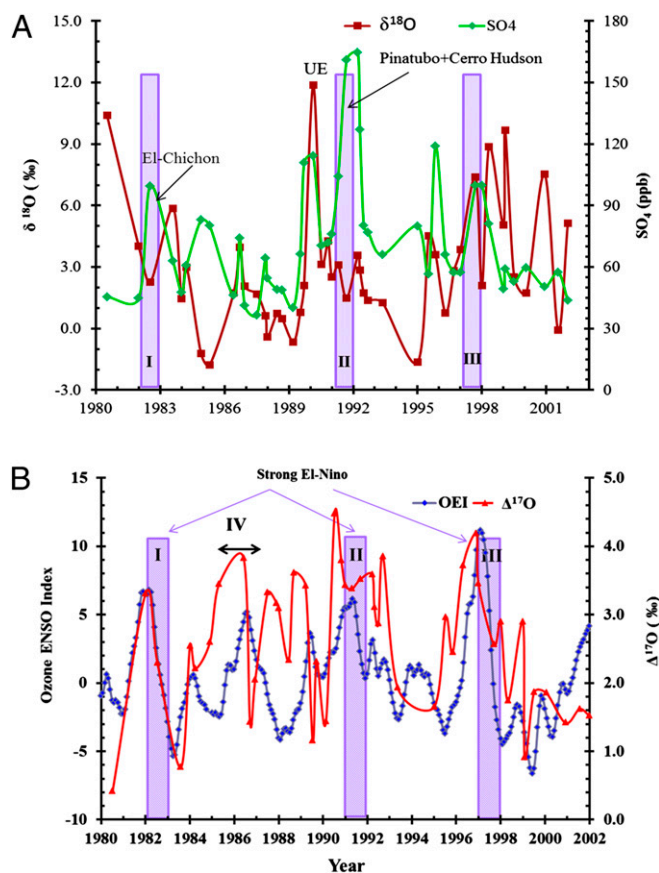 A
δ18O
SO4
15.0
12.0
9.0
6.0
3.0
0.0
-3.0
δ 18O ( ‰)
180
150
120
90
60
30
0
SO4 (ppb)
UE
Pinatubo+Cerro Hudson
El-Chichon
I
II
III
1980 1983 1986 1989 1992 1995 1998 2001
B
15
10
5
0
-5
-10
Ozone ENSO Index
5.0
4.0
3.0
2.0
1.0
0.0
Δ17O (‰)
Strong El-Nino
OEI
Δ17O
IV
I
II
III
1980 1982 1984 1986 1988 1990 1992 1994 1996 1998 2000 2002
Year